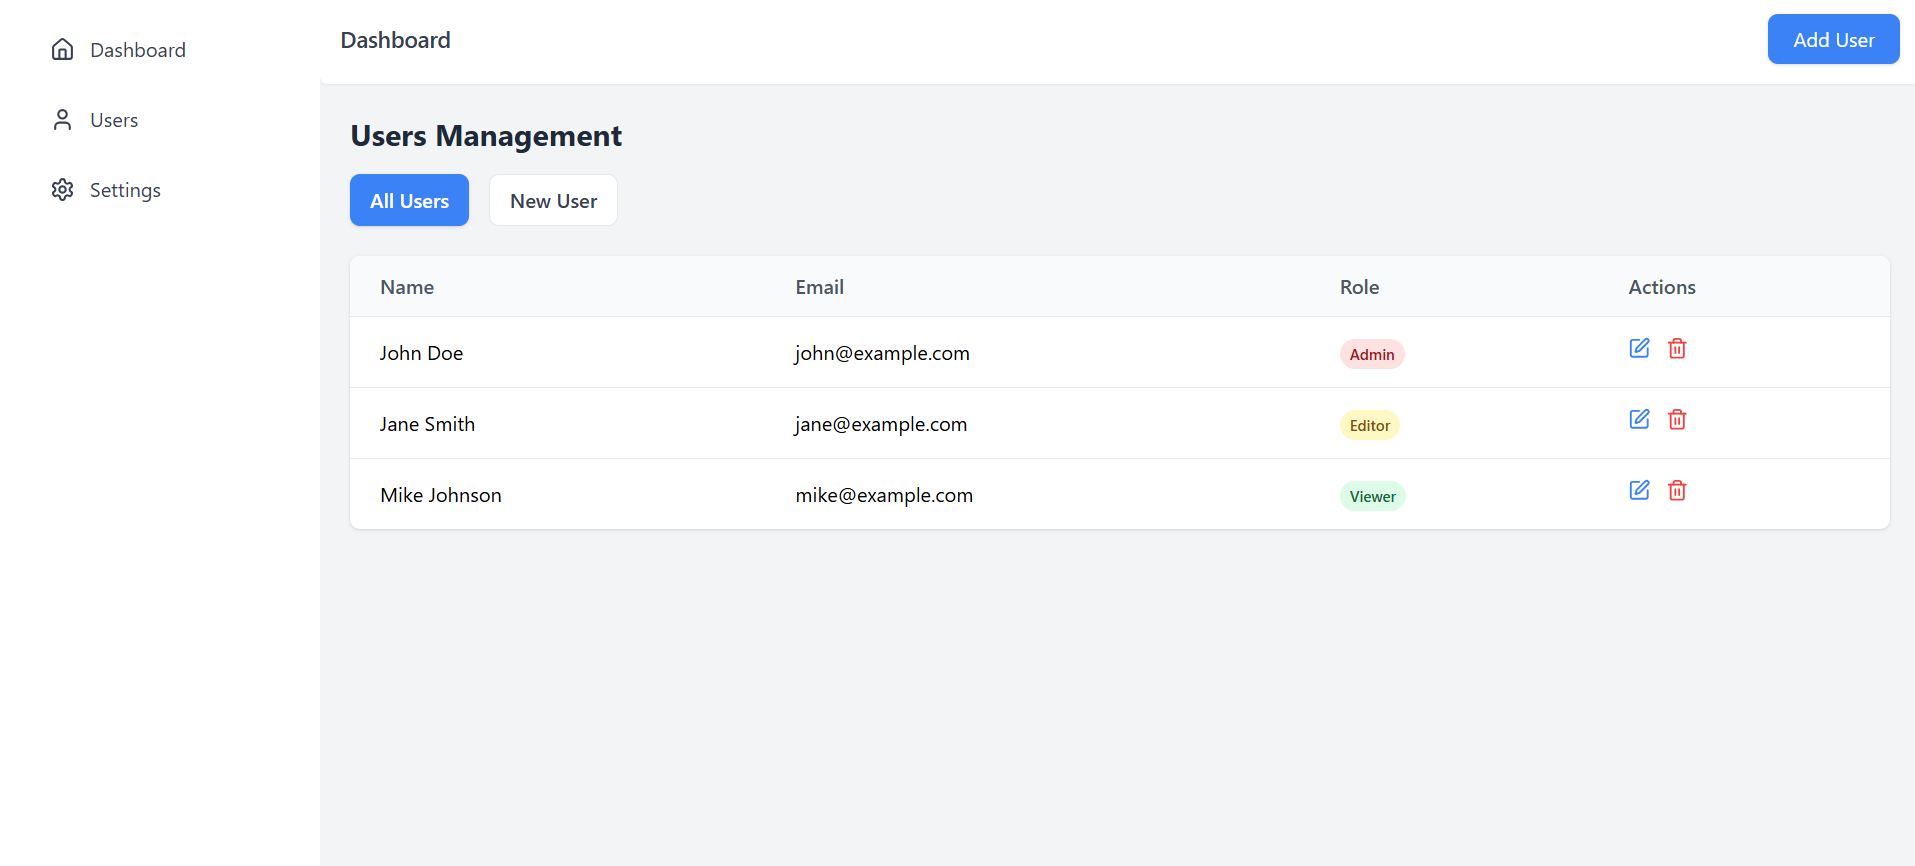 Dashboard
Users
Settings
Dashboard
Add User
Users Management
All Users New User
Name Email Role Actions
John Doe john@example.com Admin
Jane Smith jane@example.com Editor
Mike Johnson mike@example.com Viewer